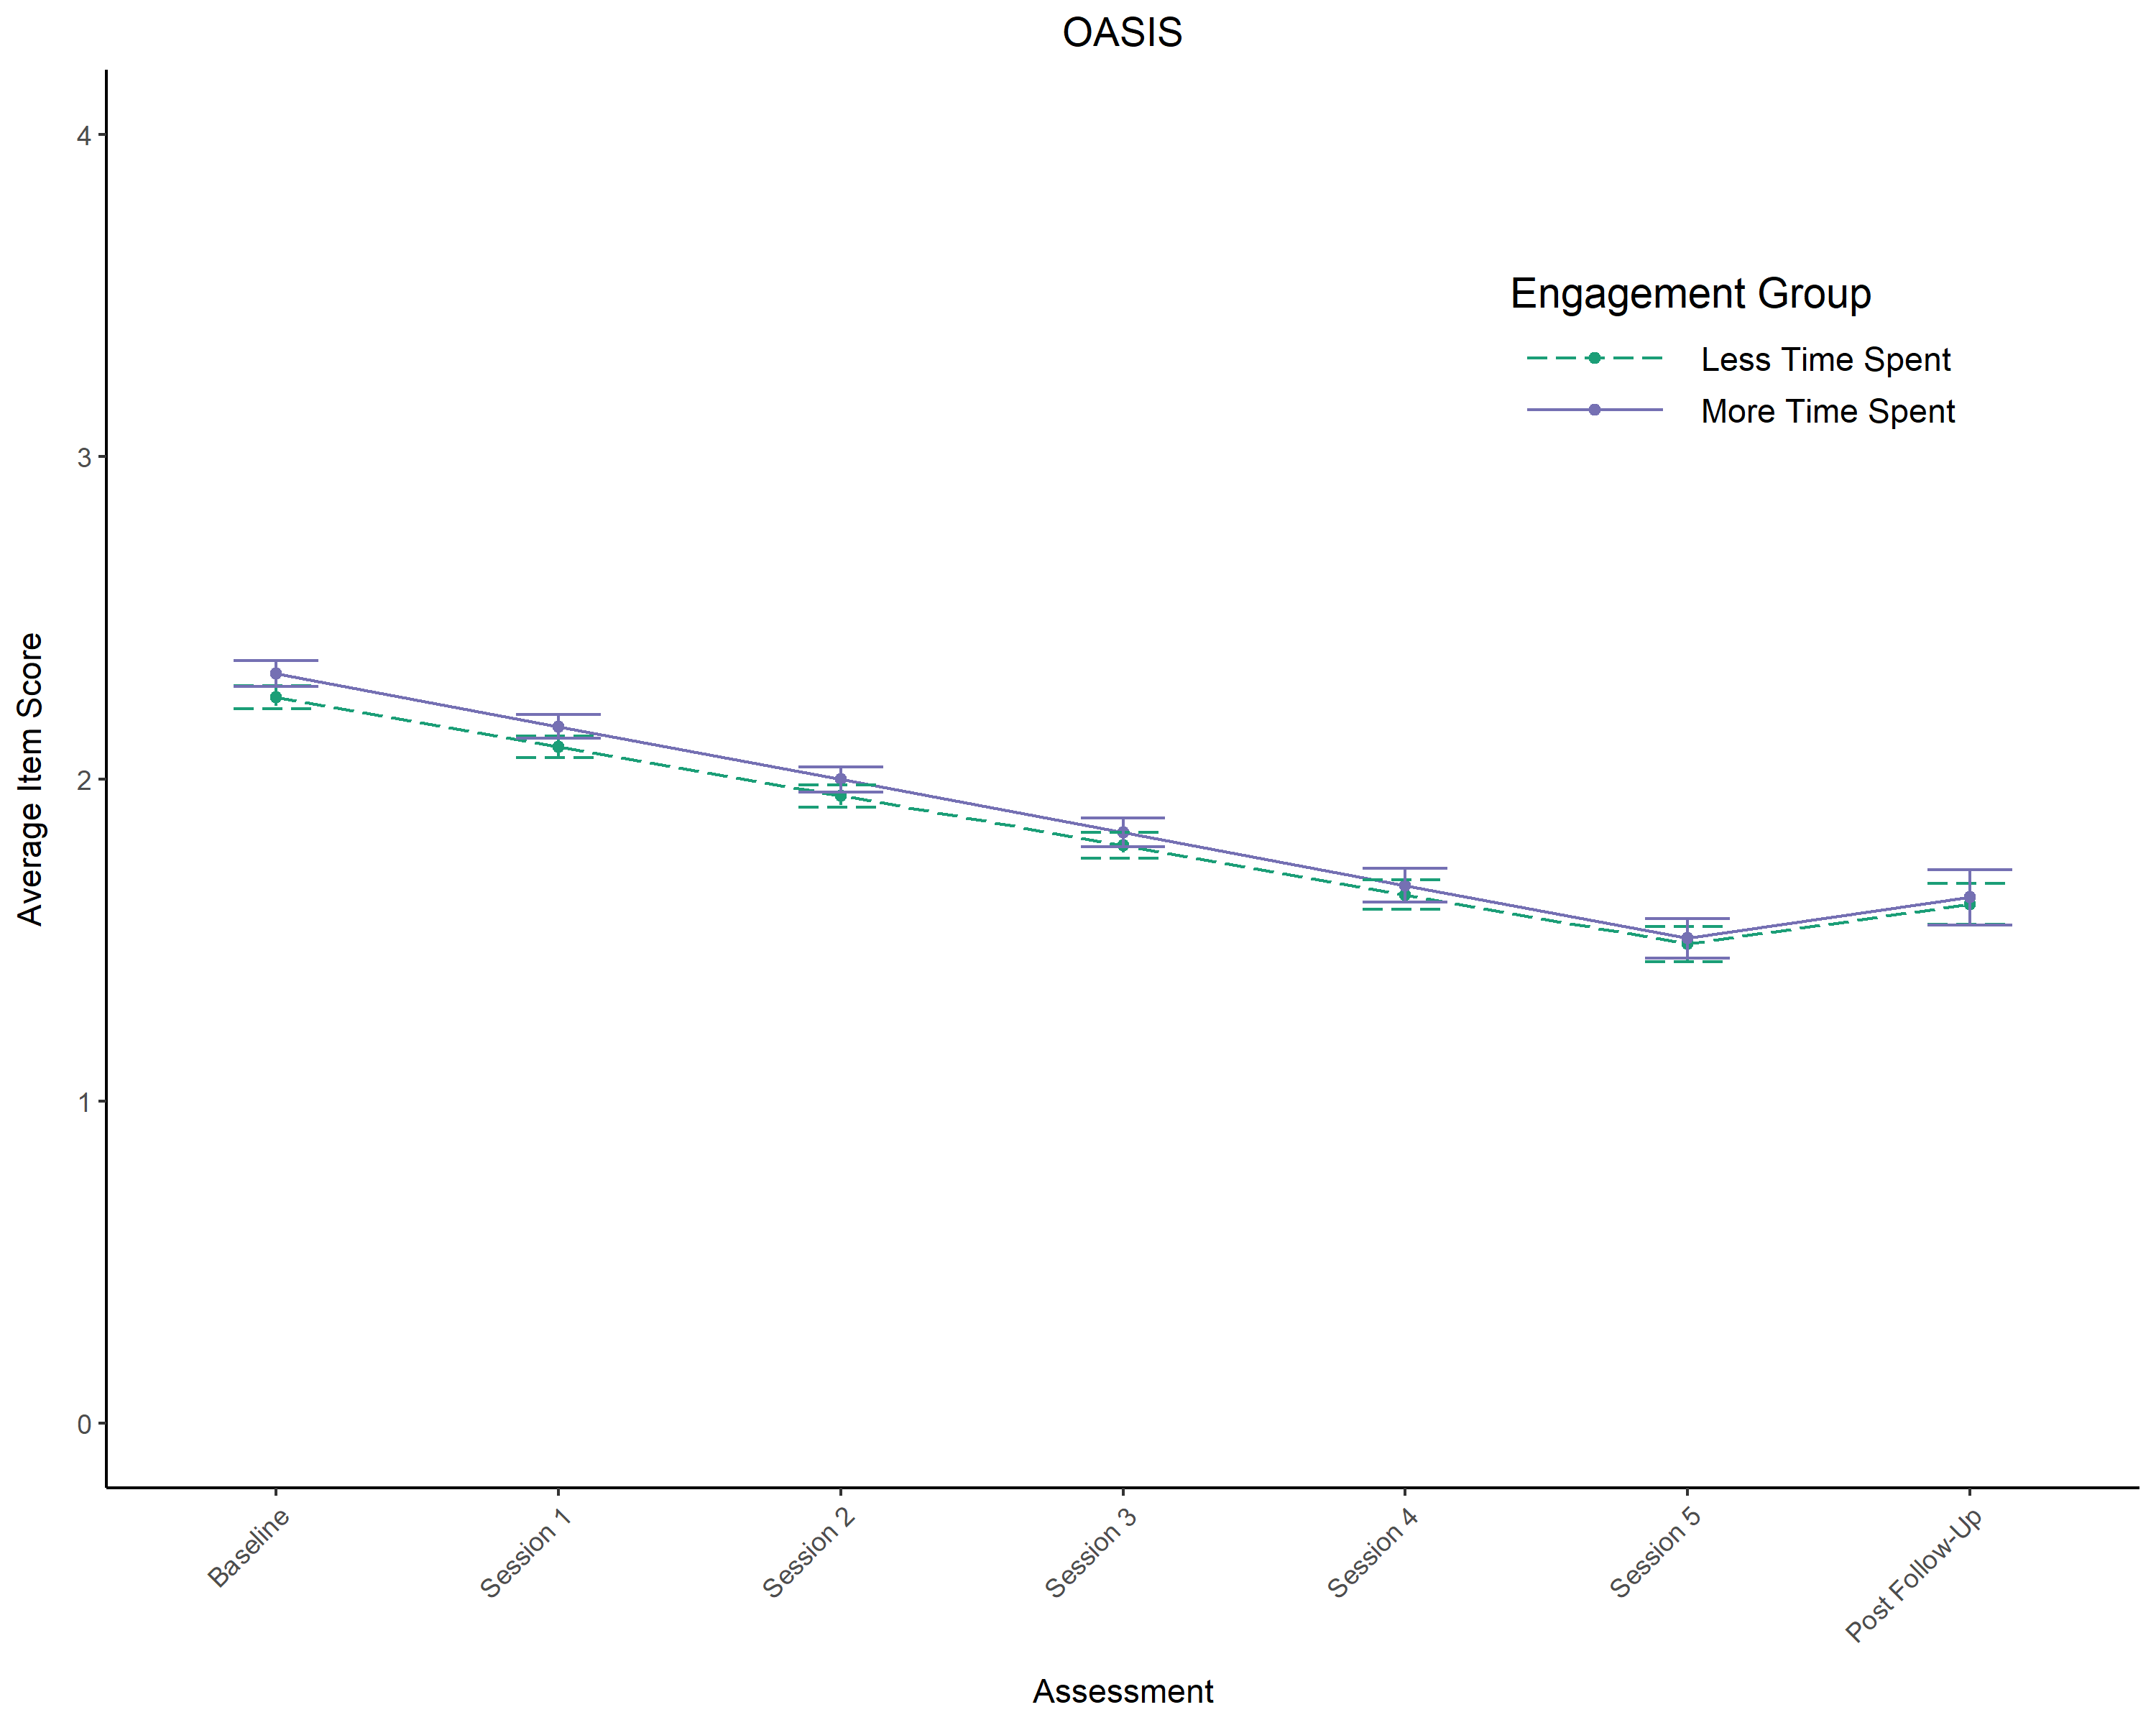 OASIS
4
3
2
1
0
Average Item Score
Engagement Group
Less Time Spent
More Time Spent
Baseline
Session 1
Session 2
Session 3
Session 4
Session 5
Post Follow-Up
Assessment